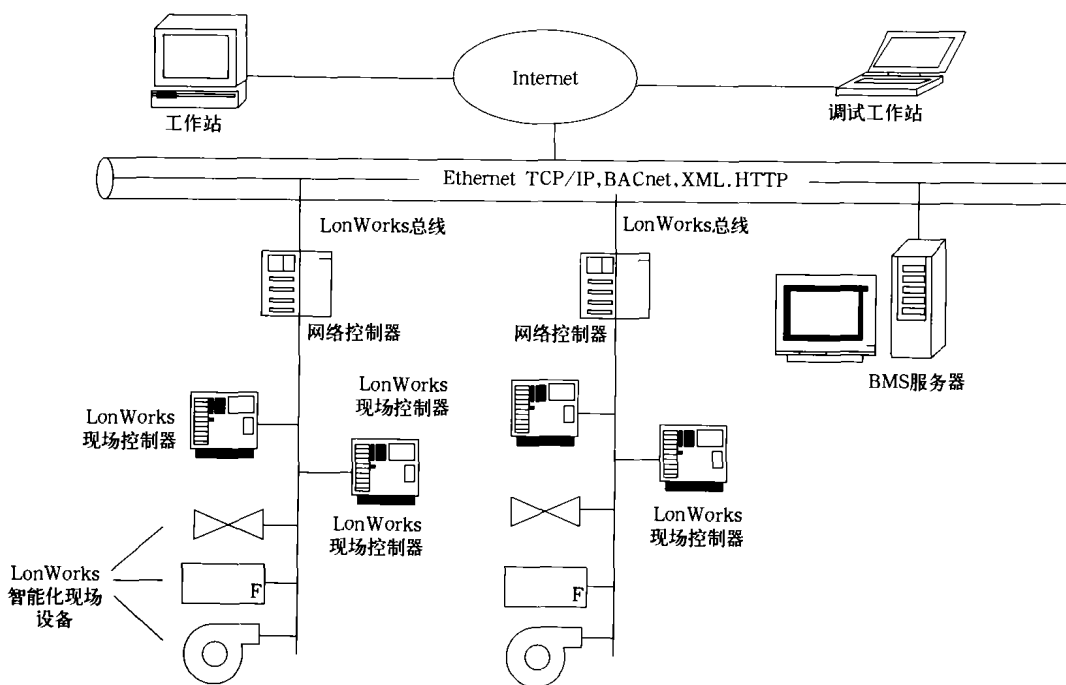 Internet
工作站
调试工作站
Ethernet TCP/IP,BACnet,XML.HTTP
LonWorks总线
LonWorks总线
网络控制器
网络控制器
BMS服务器
LonWorks
现场控制器
LonWorks
现场控制器
LonWorks
现场控制器
LonWorks
现场控制器
LonWorks
智能化现场
设备
F
F